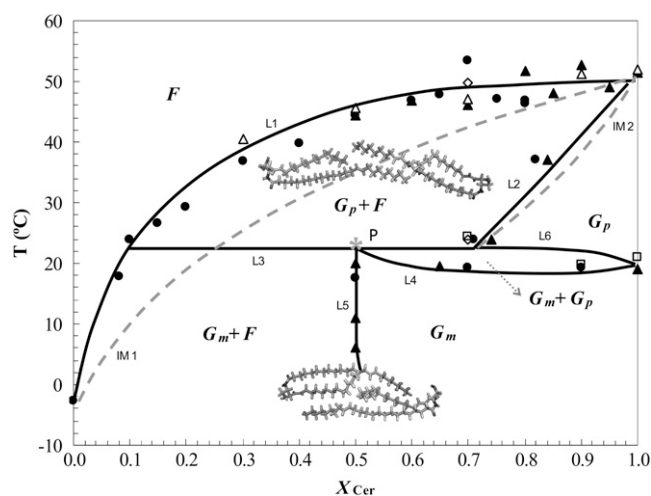 60
50
40
30
20
10
0
-10
T (ºC)
F
L1
IM 2
L2
Gp + F
Gp
P
L6
L3
L4
Gm + Gp
L5
Gm + F
Gm
IM 1
0.0 0.1 0.2 0.3 0.4 0.5 0.6 0.7 0.8 0.9 1.0
XCer